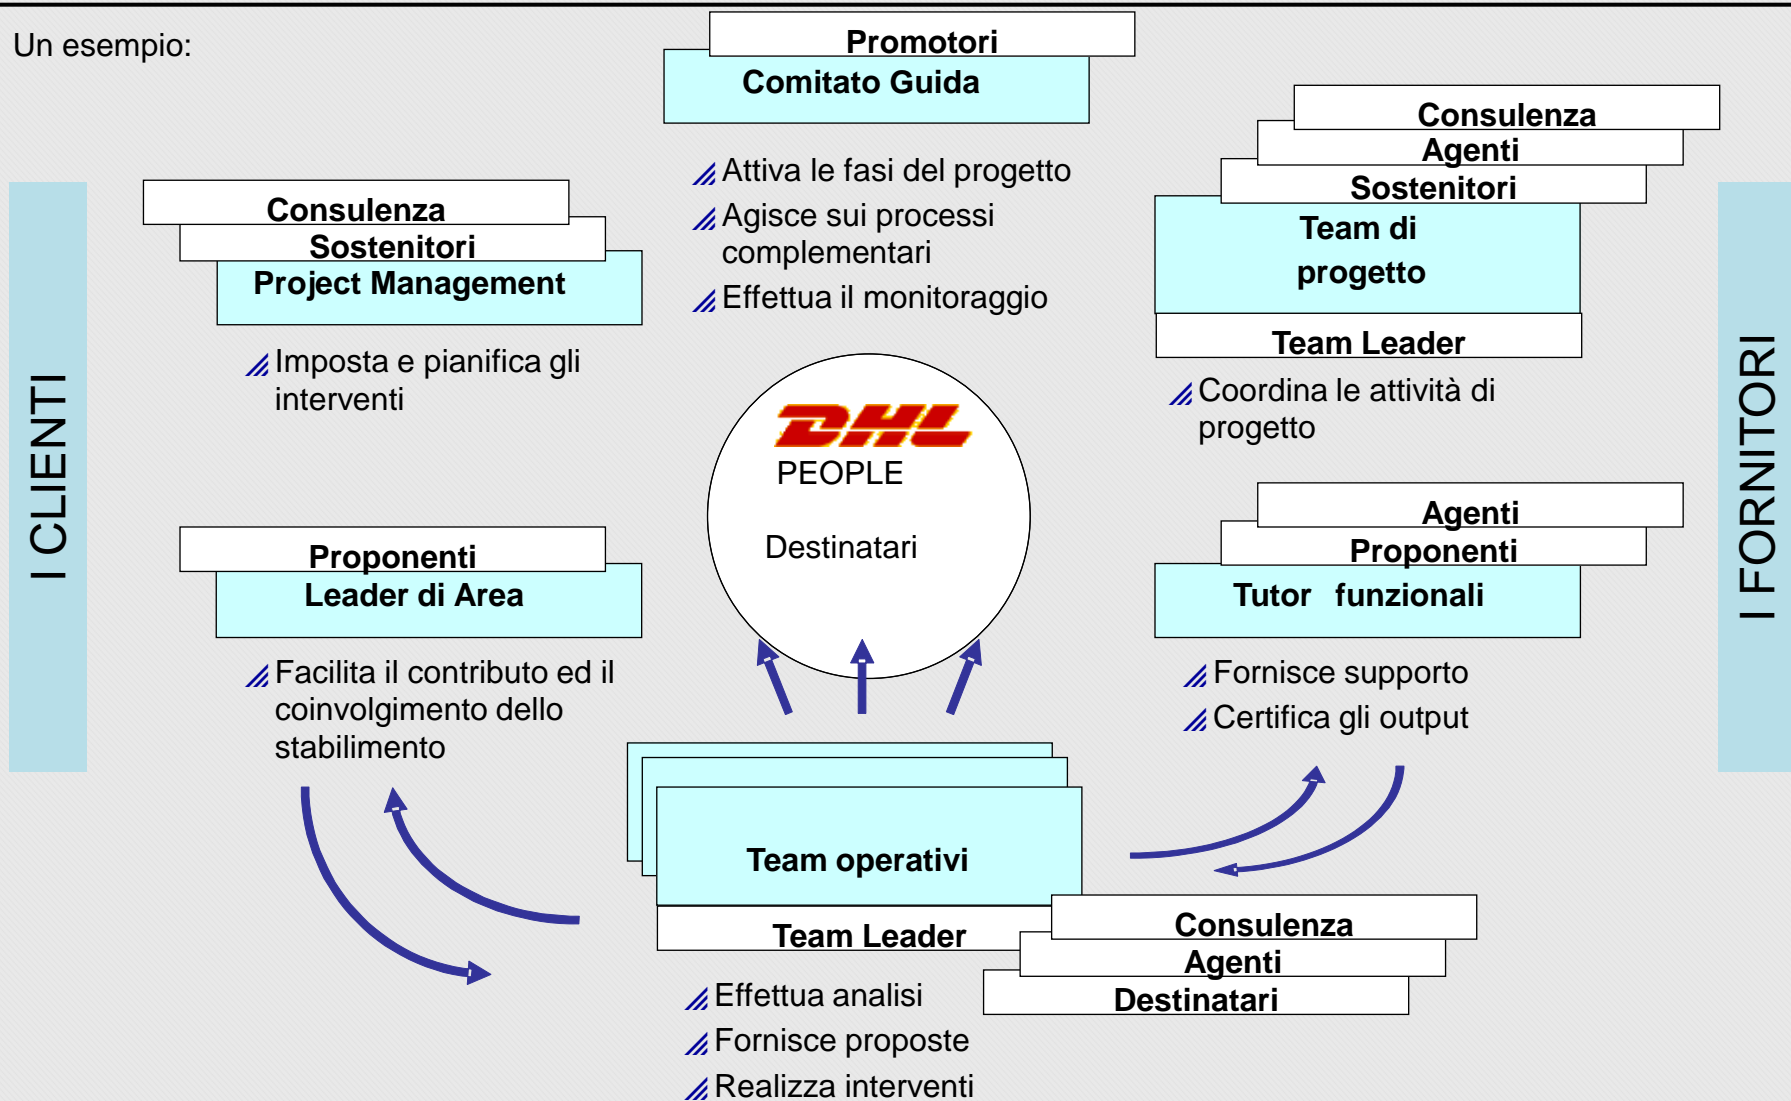 Un esempio:
Promotori
Comitato Guida
Attiva le fasi del progetto
Agisce sui processi
complementari
Effettua il monitoraggio
Consulenza
Sostenitori
Project Management
Imposta e pianifica gli
interventi
Consulenza
Agenti
Sostenitori
Team di
progetto
Team Leader
Coordina le attività di
progetto
I CLIENTI
I FORNITORI
DHL
PEOPLE
Destinatari
Proponenti
Leader di Area
Facilita il contributo ed il
coinvolgimento dello
stabilimento
Agenti
Proponenti
Tutor funzionali
Fornisce supporto
Certifica gli output
Team operativi
Team Leader
Consulenza
Agenti
Destinatari
Effettua analisi
Fornisce proposte
Realizza interventi